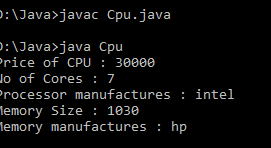 D:\Java>javac Cpu.java
D:\Java>java Cpu
Price of CPU : 30000
No of Cores : 7
Processor manufactures : intel
Memory Size : 1030
Memory manufactures : hp